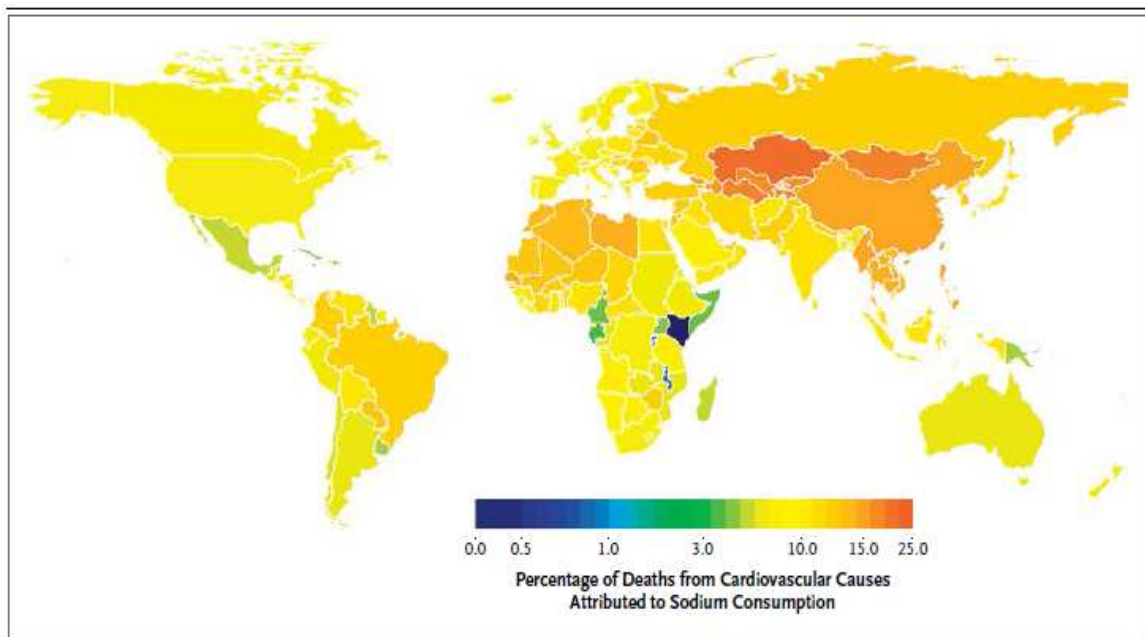 0.0 0.5 1.0 3.0 10.0 15.0 25.0
Percentage of Deaths from Cardiovascular Causes
Attributed to Sodium Consumption